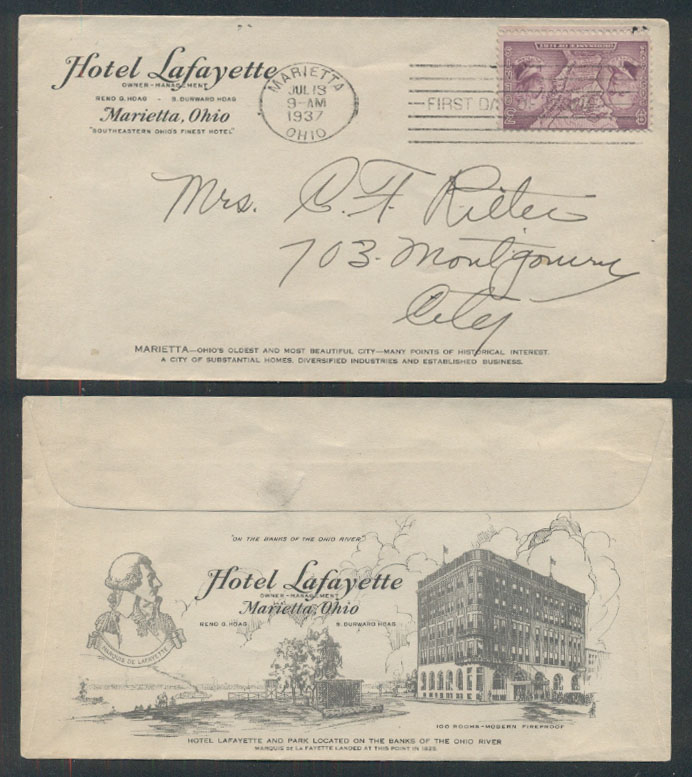 Hotel Lafayette
OWNER-MANAGEMENT
RENO G. HOAG - S. DURWARD HOAG
Marietta, Ohio
"SOUTHEASTERN OHIO'S FINEST HOTEL"
MARIETTA
JUL 13
9-AM
1937
OHIO
FIRST DAY
Mrs. C. F. Ritter
703 Montgomery
City
MARIETTA—OHIO'S OLDEST AND MOST BEAUTIFUL CITY—MANY POINTS OF HISTORICAL INTEREST.
A CITY OF SUBSTANTIAL HOMES, DIVERSIFIED INDUSTRIES AND ESTABLISHED BUSINESS.
"ON THE BANKS OF THE OHIO RIVER"
Hotel Lafayette
OWNER-MANAGEMENT
Marietta, Ohio
RENO G. HOAG S. DURWARD HOAG
MARQUIS DE LAFAYETTE
100 ROOMS-MODERN FIREPROOF
HOTEL LAFAYETTE AND PARK LOCATED ON THE BANKS OF THE OHIO RIVER
MARQUIS DE LA FAYETTE LANDED AT THIS POINT IN 1825.